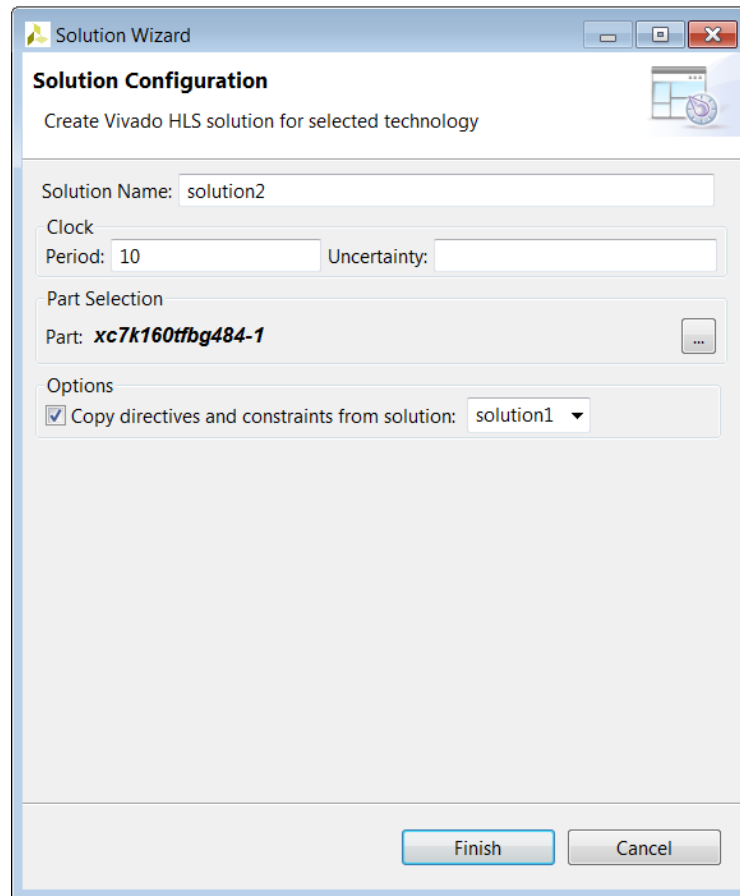 Solution Wizard
Solution Configuration
Create Vivado HLS solution for selected technology
Solution Name: solution2
Clock
Period: 10 Uncertainty:
Part Selection
Part: xc7k160tfbg484-1 ...
Options
Copy directives and constraints from solution: solution1
Finish Cancel